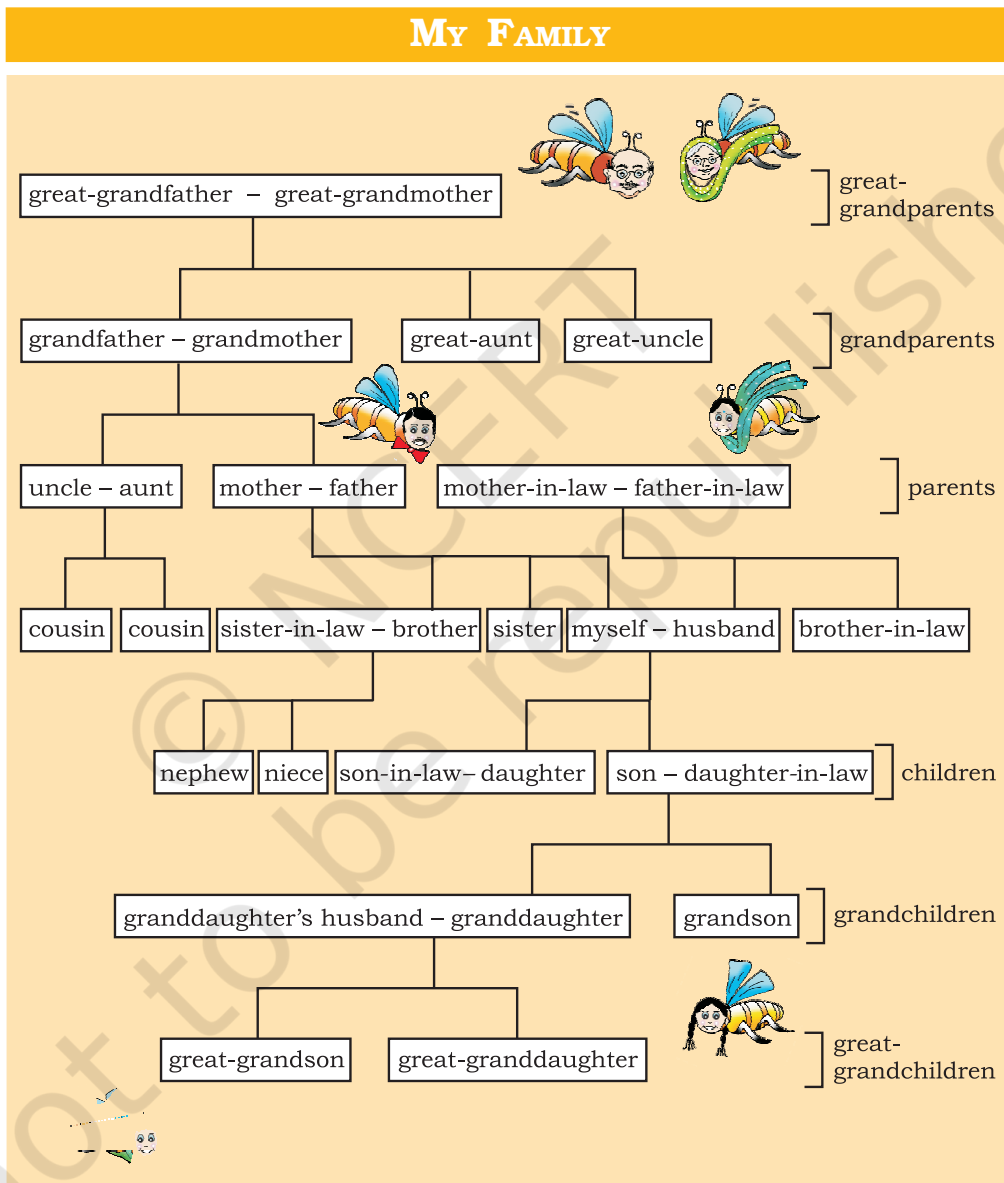 My Family
great-grandfather – great-grandmother
great-
grandparents
grandfather – grandmother
great-aunt
great-uncle
grandparents
uncle – aunt
mother – father
mother-in-law – father-in-law
parents
cousin
cousin
sister-in-law – brother
sister
myself – husband
brother-in-law
nephew
niece
son-in-law– daughter
son – daughter-in-law
children
granddaughter's husband – granddaughter
grandson
grandchildren
great-grandson
great-granddaughter
great-
grandchildren
© NCERT
not to be republished